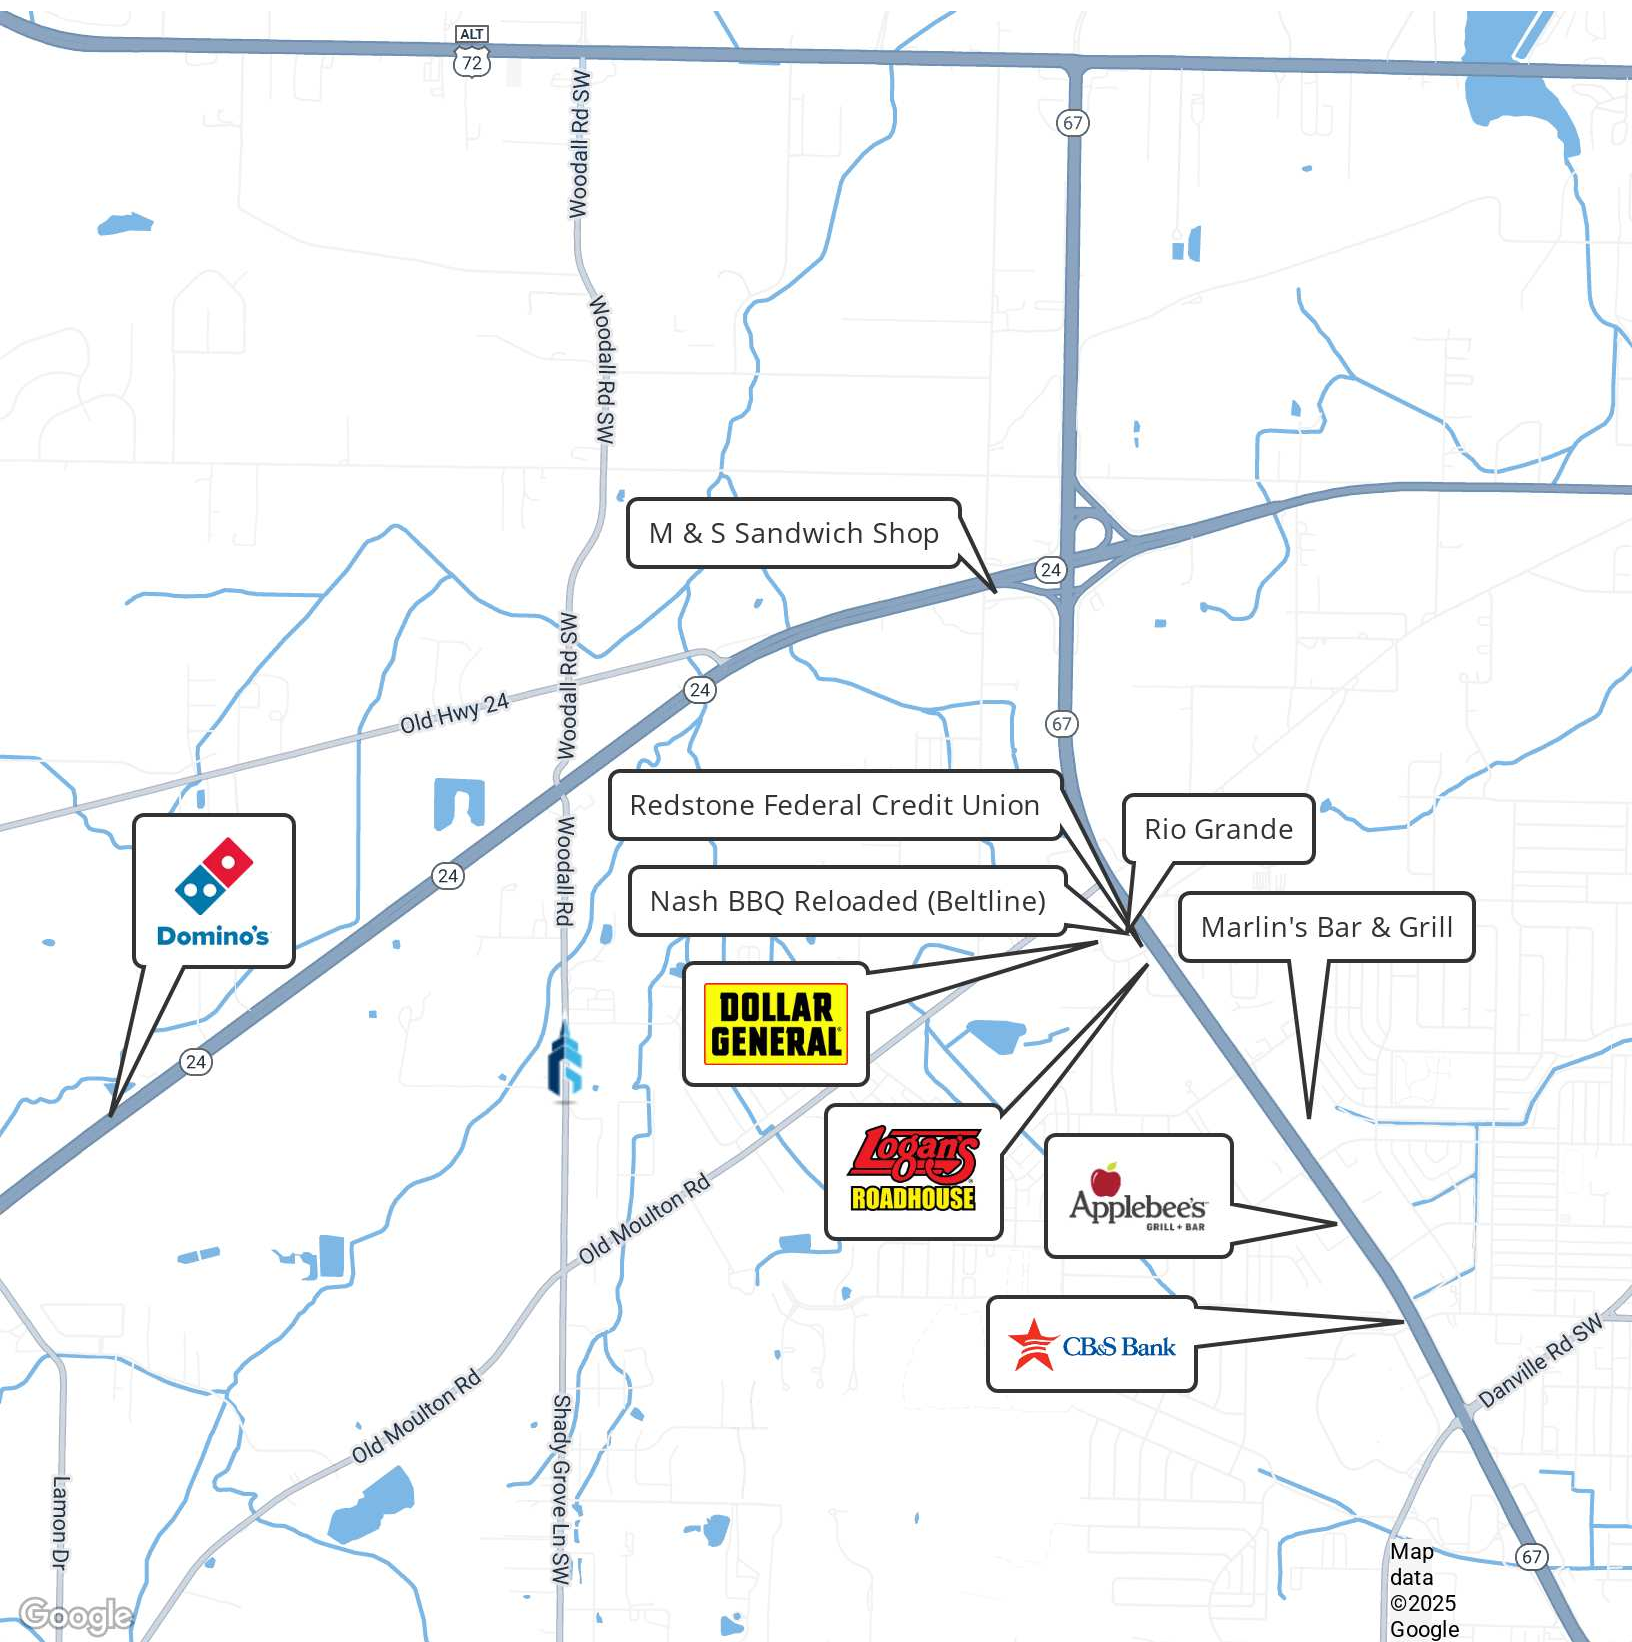 ALT
72
67
Woodall Rd SW
Woodall Rd SW
M & S Sandwich Shop
24
Woodall Rd SW
24
Old Hwy 24
67
Redstone Federal Credit Union
Rio Grande
Woodall Rd
24
Nash BBQ Reloaded (Beltline)
Marlin's Bar & Grill
Domino's
DOLLAR
GENERAL
24
Logan's
ROADHOUSE
Applebee's
GRILL + BAR
Old Moulton Rd
CB&S Bank
Danville Rd SW
Old Moulton Rd
Shady Grove Ln SW
Lamon Dr
67
Map
data
©2025
Google
Google